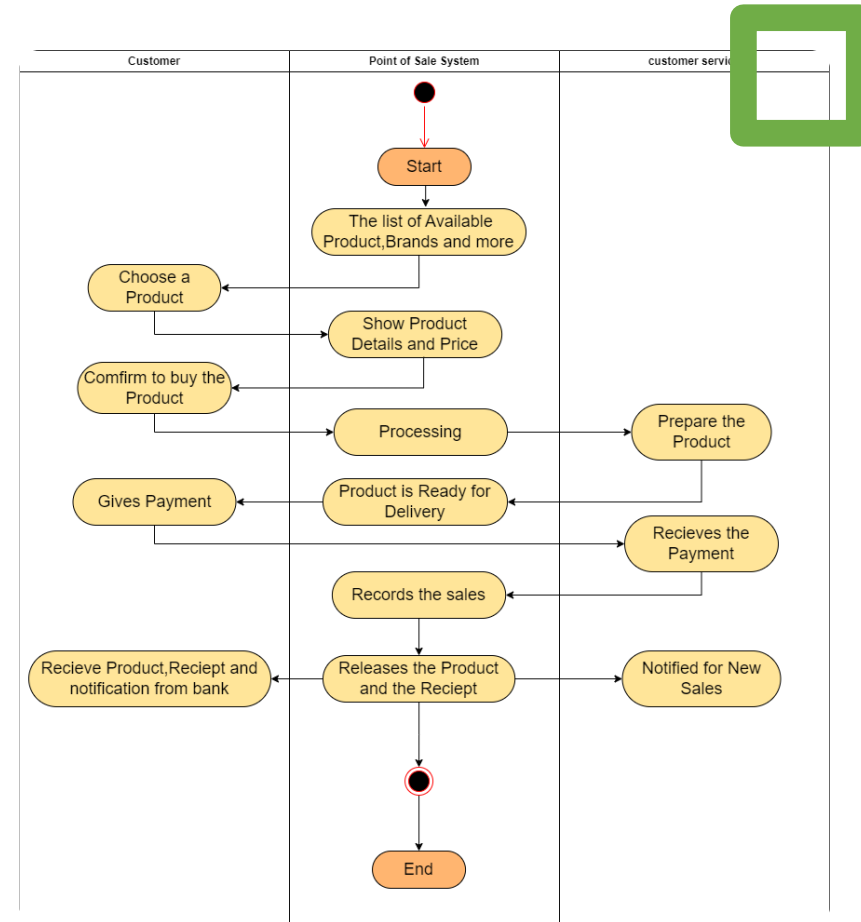 Customer
Point of Sale System
customer servic
Start
The list of Available
Product,Brands and more
Choose a
Product
Show Product
Details and Price
Comfirm to buy the
Product
Processing
Prepare the
Product
Gives Payment
Product is Ready for
Delivery
Recieves the
Payment
Records the sales
Recieve Product,Reciept and
notification from bank
Releases the Product
and the Reciept
Notified for New
Sales
End